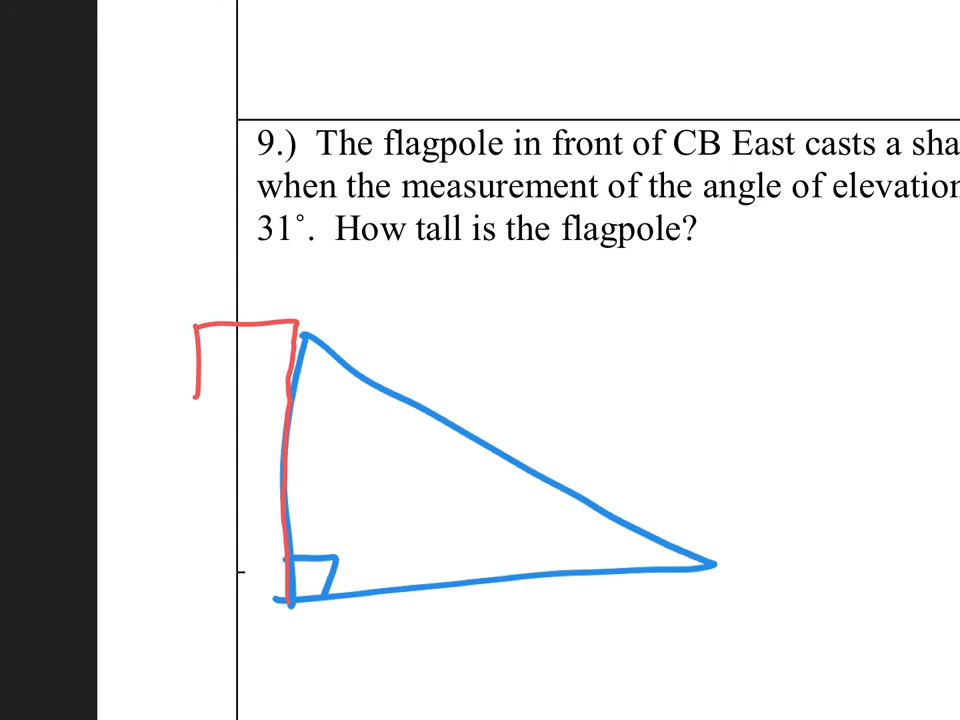 9.) The flagpole in front of CB East casts a sha
when the measurement of the angle of elevation
31°. How tall is the flagpole?